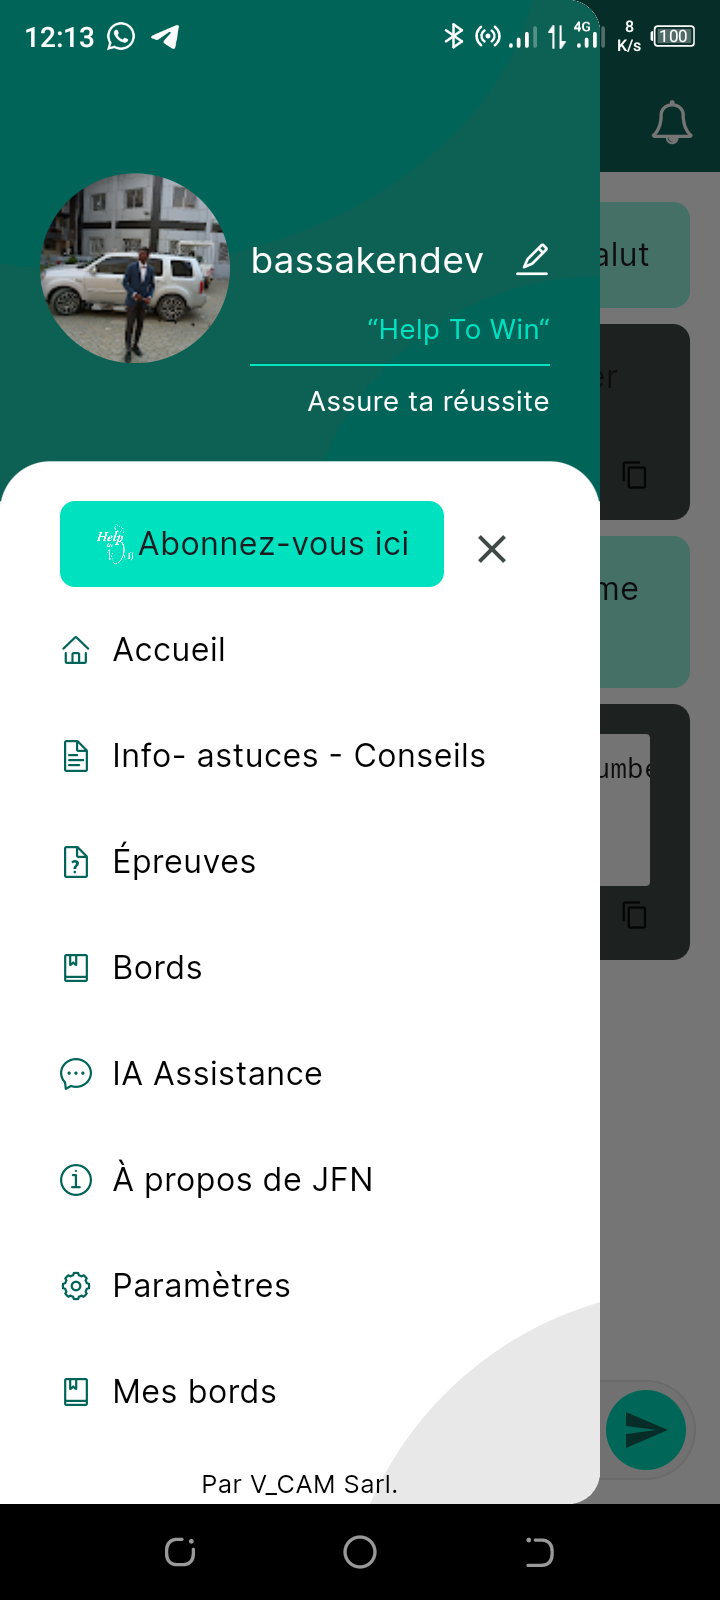 12:13
4G
8
K/s
100
alut
bassakendev
“Help To Win“
er
Assure ta réussite
Help
Abonnez-vous ici
me
Accueil
Info- astuces - Conseils
umbe
Épreuves
Bords
IA Assistance
À propos de JFN
Paramètres
Mes bords
Par V_CAM Sarl.